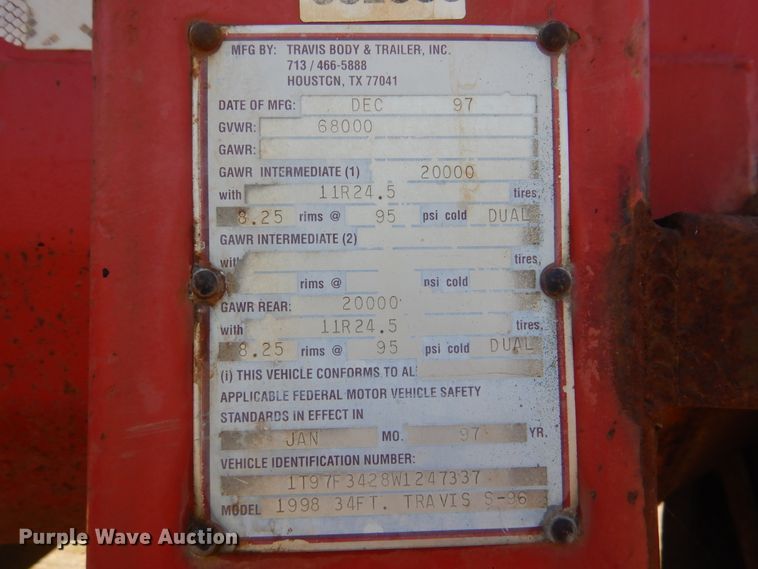 MFG BY: TRAVIS BODY & TRAILER, INC.
713 / 466-5888
HOUSTON, TX 77041
DATE OF MFG: DEC 97
GVWR: 68000
GAWR:
GAWR INTERMEDIATE (1) 20000
with 11R24.5 tires,
8.25 rims @ 95 psi cold DUAL
GAWR INTERMEDIATE (2)
with tires,
rims @ psi cold
GAWR REAR: 20000
with 11R24.5 tires,
8.25 rims @ 95 psi cold DUAL
(i) THIS VEHICLE CONFORMS TO AL
APPLICABLE FEDERAL MOTOR VEHICLE SAFETY
STANDARDS IN EFFECT IN
JAN MO. 97 YR.
VEHICLE IDENTIFICATION NUMBER:
1T97F3428W1247337
MODEL 1998 34FT. TRAVIS S-96
Purple Wave Auction